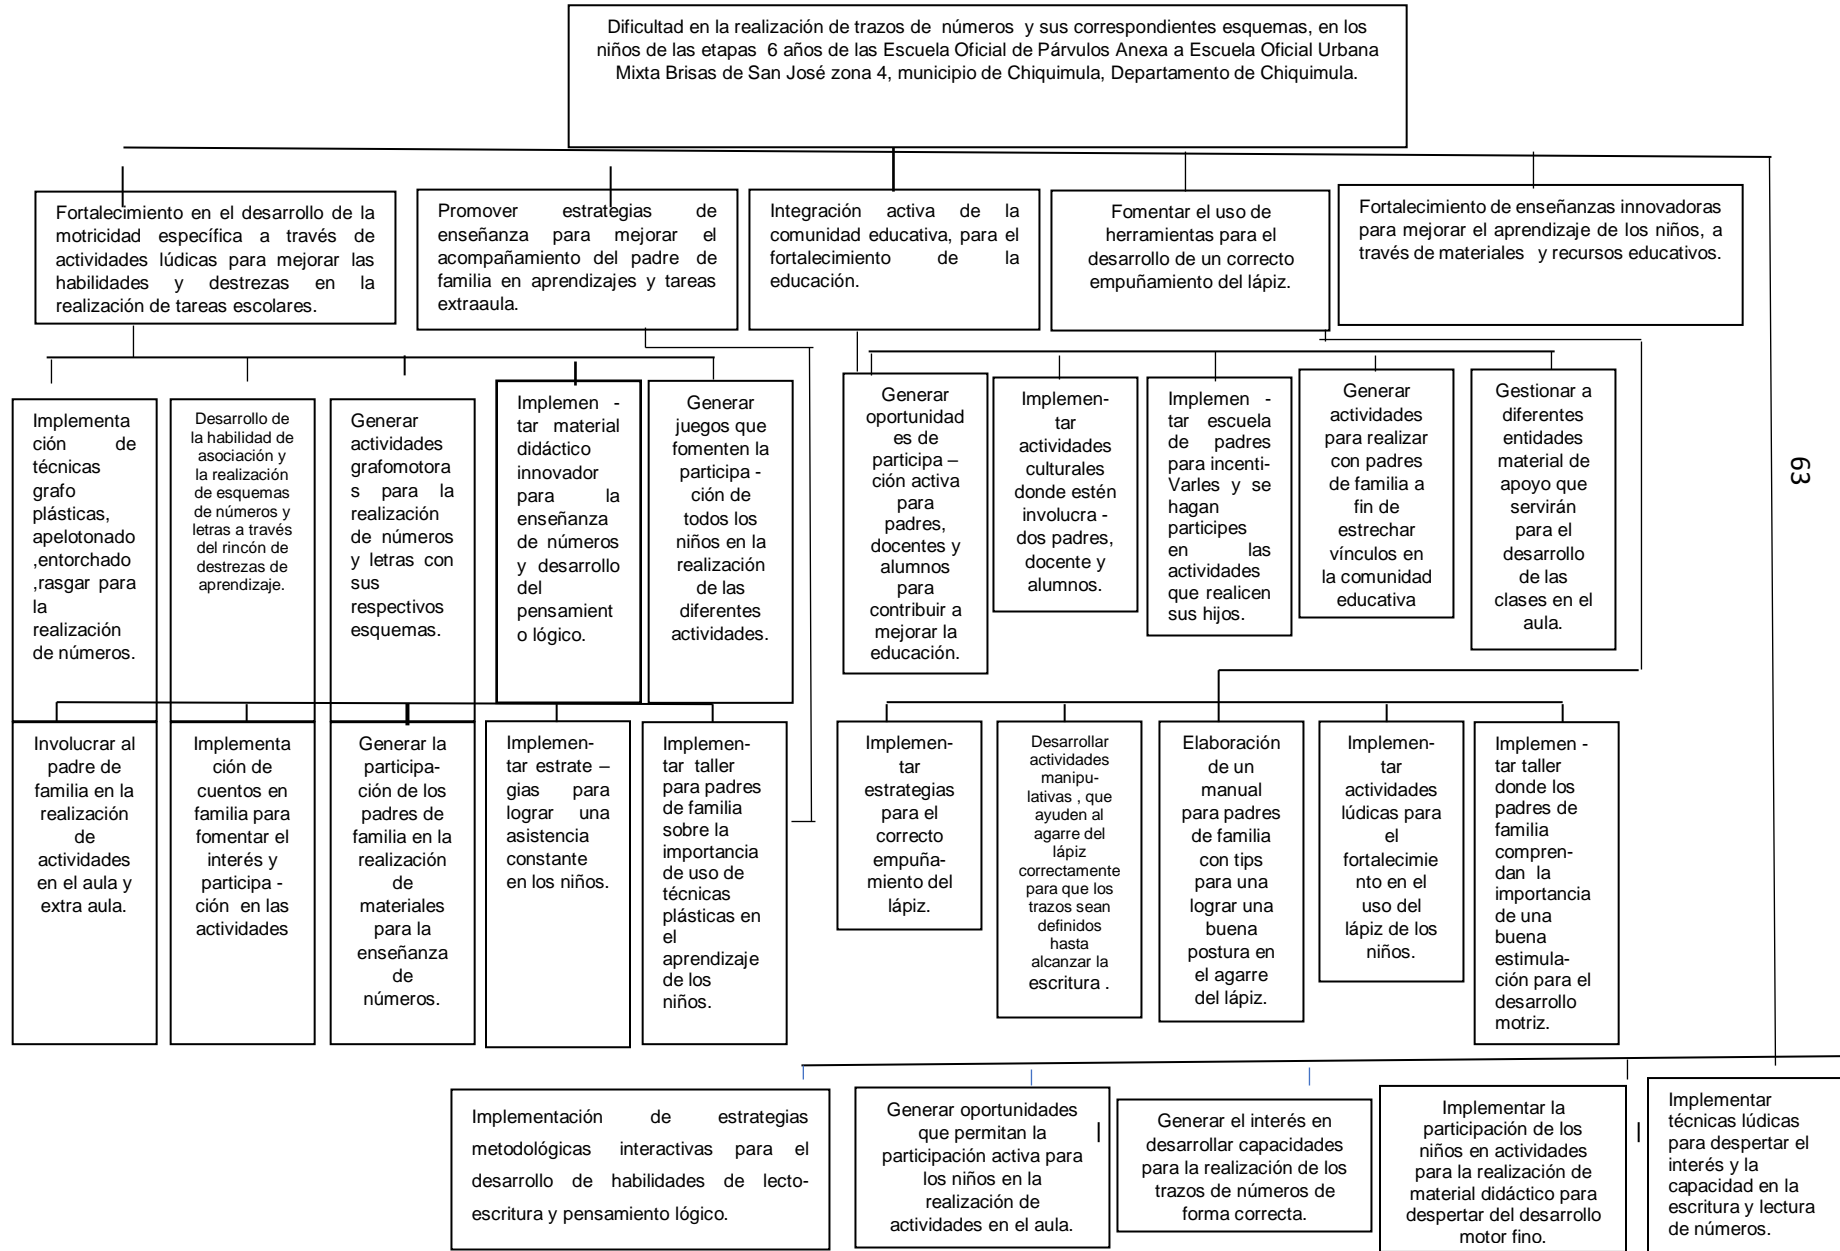 Dificultad en la realización de trazos de números y sus correspondientes esquemas, en los
niños de las etapas 6 años de las Escuela Oficial de Párvulos Anexa a Escuela Oficial Urbana
Mixta Brisas de San José zona 4, municipio de Chiquimula, Departamento de Chiquimula.
Fortalecimiento en el desarrollo de la
motricidad específica a través de
actividades lúdicas para mejorar las
habilidades y destrezas en la
realización de tareas escolares.
Promover estrategias de
enseñanza para mejorar el
acompañamiento del padre de
familia en aprendizajes y tareas
extraaula.
Integración activa de la
comunidad educativa, para el
fortalecimiento de la
educación.
Fomentar el uso de
herramientas para el
desarrollo de un correcto
empuñamiento del lápiz.
Fortalecimiento de enseñanzas innovadoras
para mejorar el aprendizaje de los niños, a
través de materiales y recursos educativos.
Implementa
ción de
técnicas
grafo
plásticas,
apelotonado
,entorchado
,rasgar para
la
realización
de números.
Desarrollo de
la habilidad de
asociación y
la realización
de esquemas
de números y
letras a través
del rincón de
destrezas de
aprendizaje.
Generar
actividades
grafomotora
s para la
realización
de números
y letras con
sus
respectivos
esquemas.
Implemen -
tar material
didáctico
innovador
para la
enseñanza
de números
y desarrollo
del
pensamient
o lógico.
Generar
juegos que
fomenten la
participa -
ción de
todos los
niños en la
realización
de las
diferentes
actividades.
Generar
oportunidad
es de
participa –
ción activa
para
padres,
docentes y
alumnos
para
contribuir a
mejorar la
educación.
Implemen-
tar
actividades
culturales
donde estén
involucra -
dos padres,
docente y
alumnos.
Implemen -
tar escuela
de padres
para incenti-
Varles y se
hagan
participes
en las
actividades
que realicen
sus hijos.
Generar
actividades
para realizar
con padres
de familia a
fin de
estrechar
vínculos en
la comunidad
educativa
Gestionar a
diferentes
entidades
material de
apoyo que
servirán
para el
desarrollo
de las
clases en el
aula.
63
Involucrar al
padre de
familia en la
realización
de
actividades
en el aula y
extra aula.
Implementa
ción de
cuentos en
familia para
fomentar el
interés y
participa -
ción en las
actividades
Generar la
participa-
ción de los
padres de
familia en la
realización
de
materiales
para la
enseñanza
de
números.
Implemen-
tar estrate –
gias para
lograr una
asistencia
constante
en los niños.
Implemen-
tar taller
para padres
de familia
sobre la
importancia
de uso de
técnicas
plásticas en
el
aprendizaje
de los
niños.
Implemen-
tar
estrategias
para el
correcto
empuña-
miento del
lápiz.
Desarrollar
actividades
manipu-
lativas , que
ayuden al
agarre del
lápiz
correctamente
para que los
trazos sean
definidos
hasta
alcanzar la
escritura .
Elaboración
de un
manual
para padres
de familia
con tips
para una
lograr una
buena
postura en
el agarre
del lápiz.
Implemen-
tar
actividades
lúdicas para
el
fortalecimie
nto en el
uso del
lápiz de los
niños.
Implemen -
tar taller
donde los
padres de
familia
compren-
dan la
importancia
de una
buena
estimula-
ción para el
desarrollo
motriz.
Implementación de estrategias
metodológicas interactivas para el
desarrollo de habilidades de lecto-
escritura y pensamiento lógico.
Generar oportunidades
que permitan la
participación activa para
los niños en la
realización de
actividades en el aula.
Generar el interés en
desarrollar capacidades
para la realización de los
trazos de números de
forma correcta.
Implementar la
participación de los
niños en actividades
para la realización de
material didáctico para
despertar del desarrollo
motor fino.
Implementar
técnicas lúdicas
para despertar el
interés y la
capacidad en la
escritura y lectura
de números.